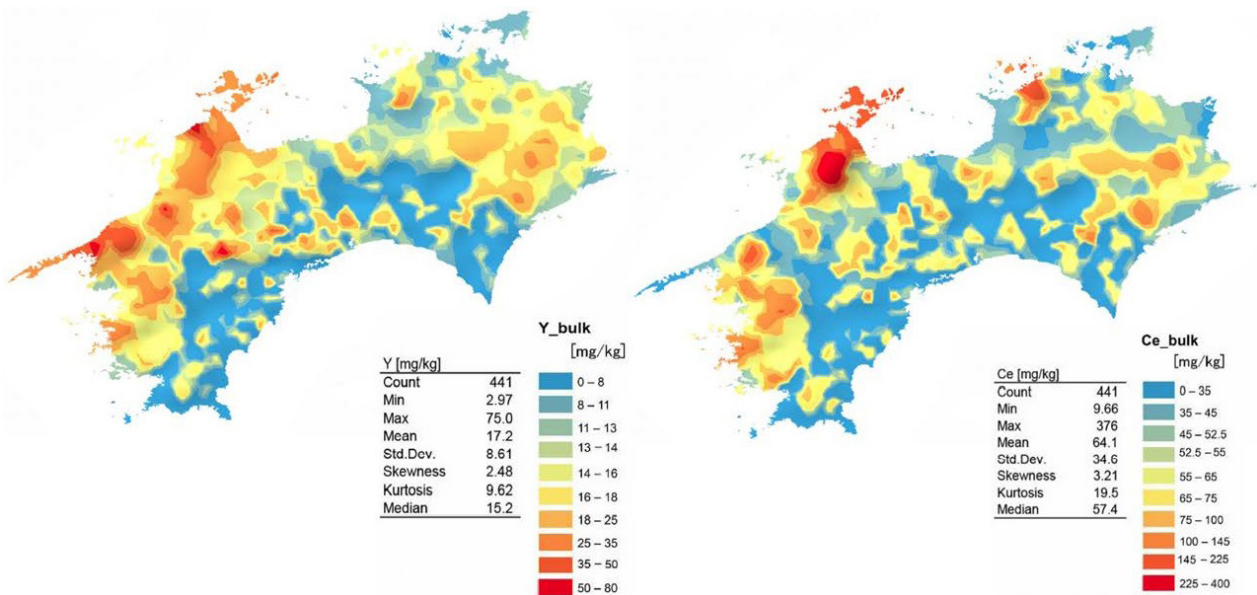 Y_bulk
[mg/kg]
0 – 8
8 – 11
11 – 13
13 – 14
14 – 16
16 – 18
18 – 25
25 – 35
35 – 50
50 – 80
Y [mg/kg]
Count 441
Min 2.97
Max 75.0
Mean 17.2
Std.Dev. 8.61
Skewness 2.48
Kurtosis 9.62
Median 15.2
Ce_bulk
[mg/kg]
0 – 35
35 – 45
45 – 52.5
52.5 – 55
55 – 65
65 – 75
75 – 100
100 – 145
145 – 225
225 – 400
Ce [mg/kg]
Count 441
Min 9.66
Max 376
Mean 64.1
Std.Dev. 34.6
Skewness 3.21
Kurtosis 19.5
Median 57.4